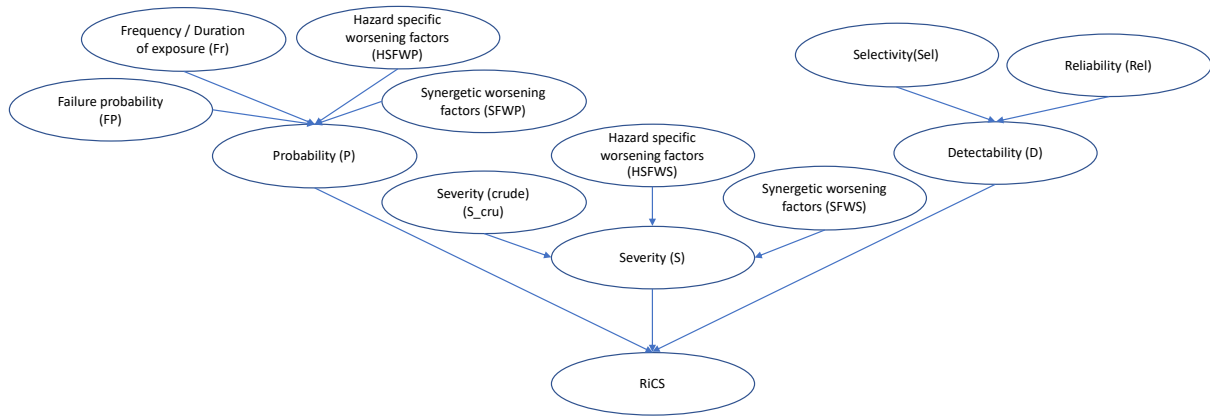 Frequency / Duration
of exposure (Fr)
Hazard specific
worsening factors
(HSFWP)
Selectivity(Sel)
Reliability (Rel)
Failure probability
(FP)
Synergetic worsening
factors (SFWP)
Probability (P)
Hazard specific
worsening factors
(HSFWS)
Detectability (D)
Severity (crude)
(S_cru)
Synergetic worsening
factors (SFWS)
Severity (S)
RiCS